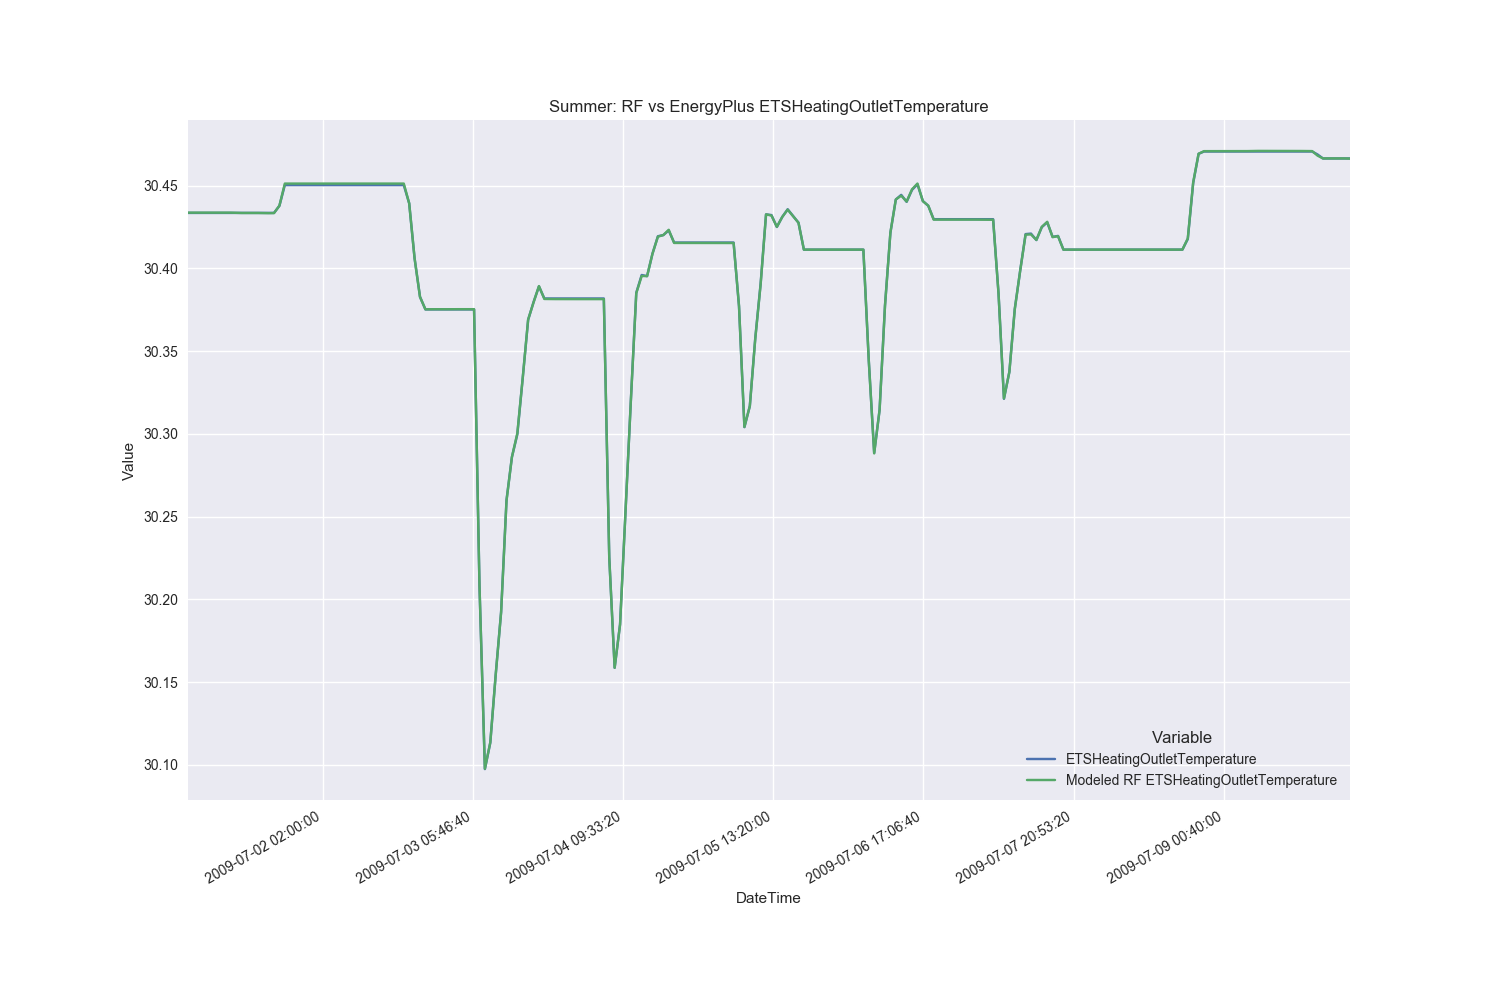 Summer: RF vs EnergyPlus ETSHeatingOutletTemperature
30.45
30.40
30.35
30.30
30.25
30.20
30.15
30.10
Value
Variable
ETSHeatingOutletTemperature
Modeled RF ETSHeatingOutletTemperature
2009-07-02 02:00:00
2009-07-03 05:46:40
2009-07-04 09:33:20
2009-07-05 13:20:00
2009-07-06 17:06:40
2009-07-07 20:53:20
2009-07-09 00:40:00
DateTime